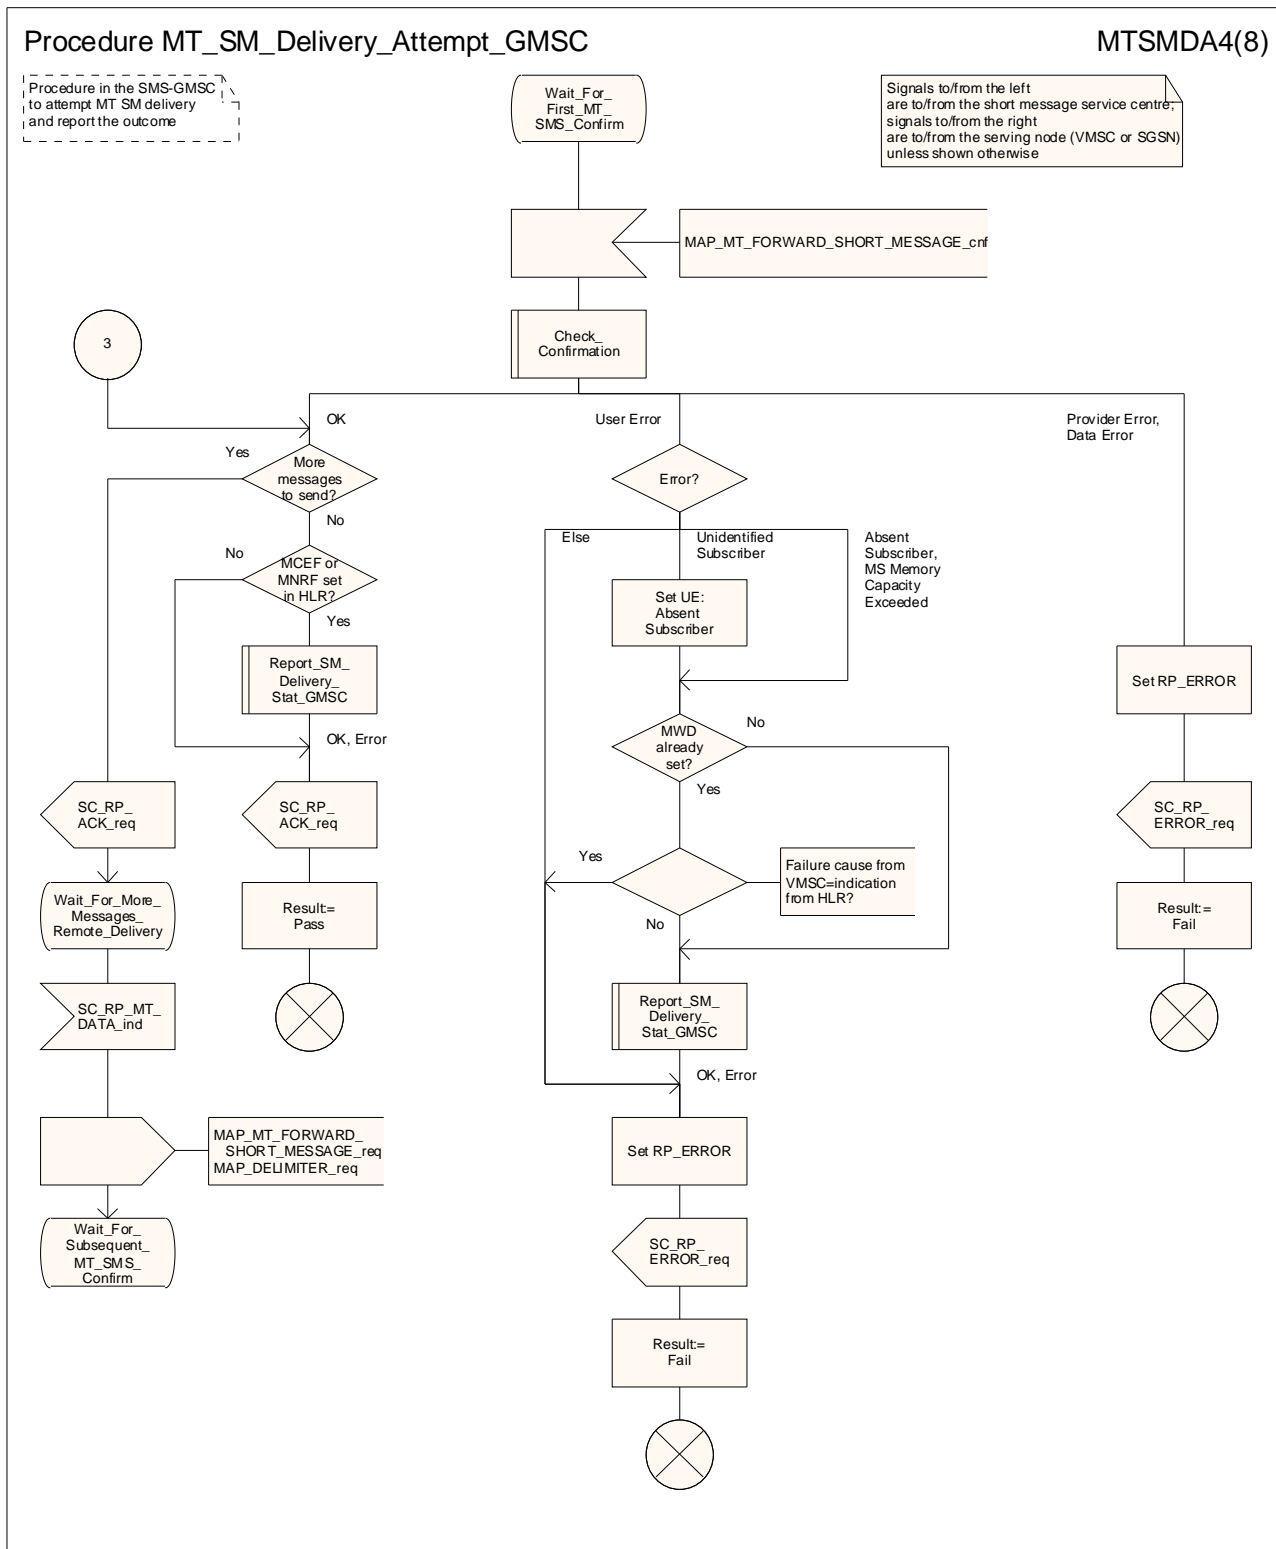 Procedure MT_SM_Delivery_Attempt_GMSC
MTSMDA4(8)
Procedure in the SMS-GMSC
to attempt MT SM delivery
and report the outcome
Wait_For_
First_MT_
SMS_Confirm
Signals to/from the left
are to/from the short message service centre;
signals to/from the right
are to/from the serving node (VMSC or SGSN)
unless shown otherwise
MAP_MT_FORWARD_SHORT_MESSAGE_cnf
Check_
Confirmation
3
OK
User Error
Provider Error,
Data Error
Yes
More
messages
to send?
Error?
No
No
MCEF or
MNRF set
in HLR?
Yes
Else
Unidentified
Subscriber
Absent
Subscriber,
MS Memory
Capacity
Exceeded
Set UE:
Absent
Subscriber
Report_SM_
Delivery_
Stat_GMSC
Set RP_ERROR
OK, Error
MWD
already
set?
No
Yes
SC_RP_
ACK_req
SC_RP_
ACK_req
SC_RP_
ERROR_req
Yes
Failure cause from
VMSC=indication
from HLR?
No
Wait_For_More_
Messages_
Remote_Delivery
Result:=
Pass
Result:=
Fail
SC_RP_MT_
DATA_ind
Report_SM_
Delivery_
Stat_GMSC
OK, Error
MAP_MT_FORWARD_
SHORT_MESSAGE_req
MAP_DELIMITER_req
Set RP_ERROR
Wait_For_
Subsequent_
MT_SMS_
Confirm
SC_RP_
ERROR_req
Result:=
Fail